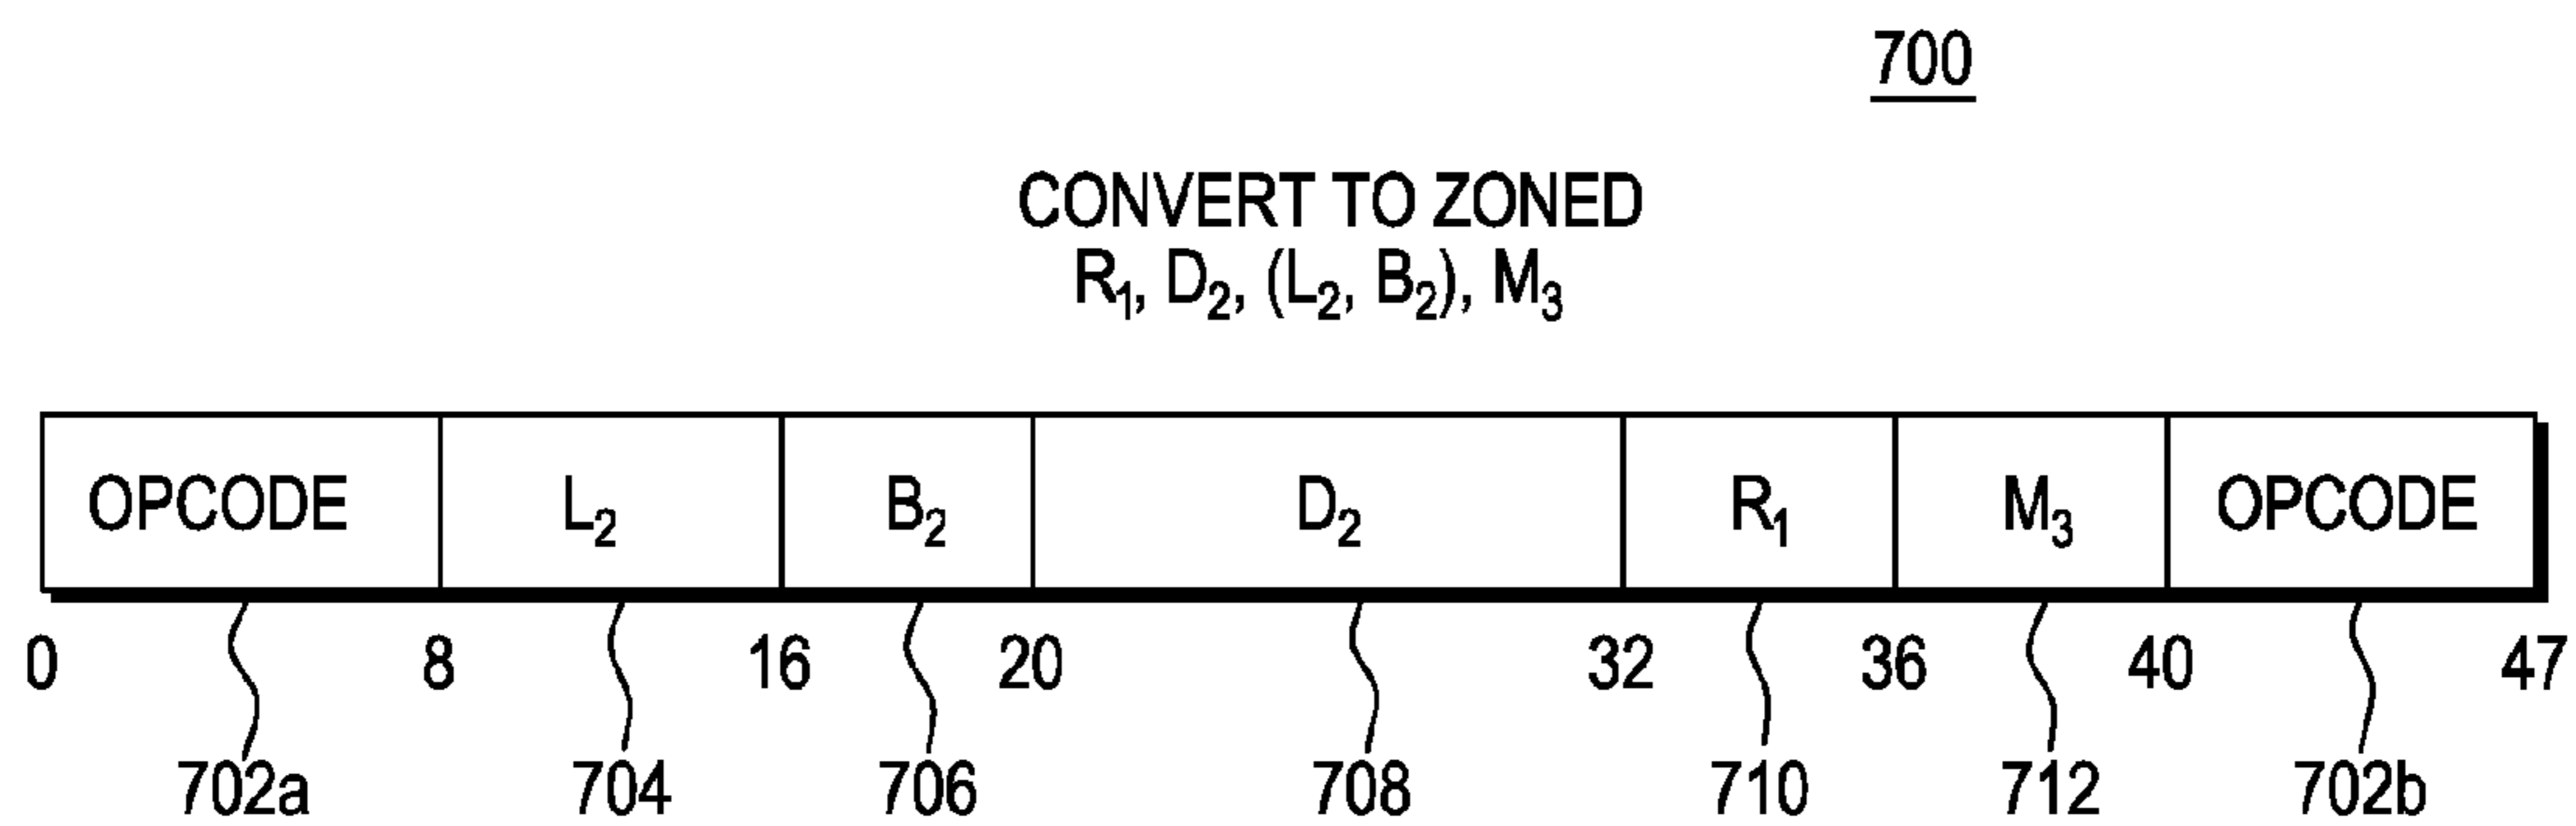 700
CONVERT TO ZONED
R₁, D₂, (L₂, B₂), M₃
OPCODE L₂ B₂ D₂ R₁ M₃ OPCODE
0 8 16 20 32 36 40 47
702a 704 706 708 710 712 702b